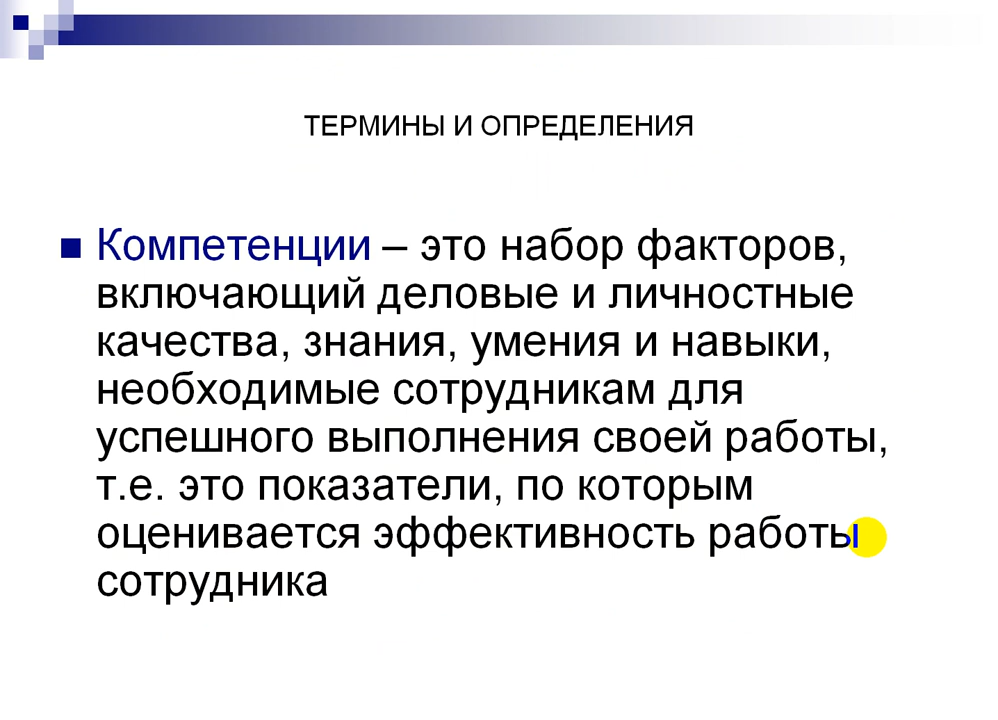 ТЕРМИНЫ И ОПРЕДЕЛЕНИЯ
Компетенции – это набор факторов,
включающий деловые и личностные
качества, знания, умения и навыки,
необходимые сотрудникам для
успешного выполнения своей работы,
т.е. это показатели, по которым
оценивается эффективность работы
сотрудника